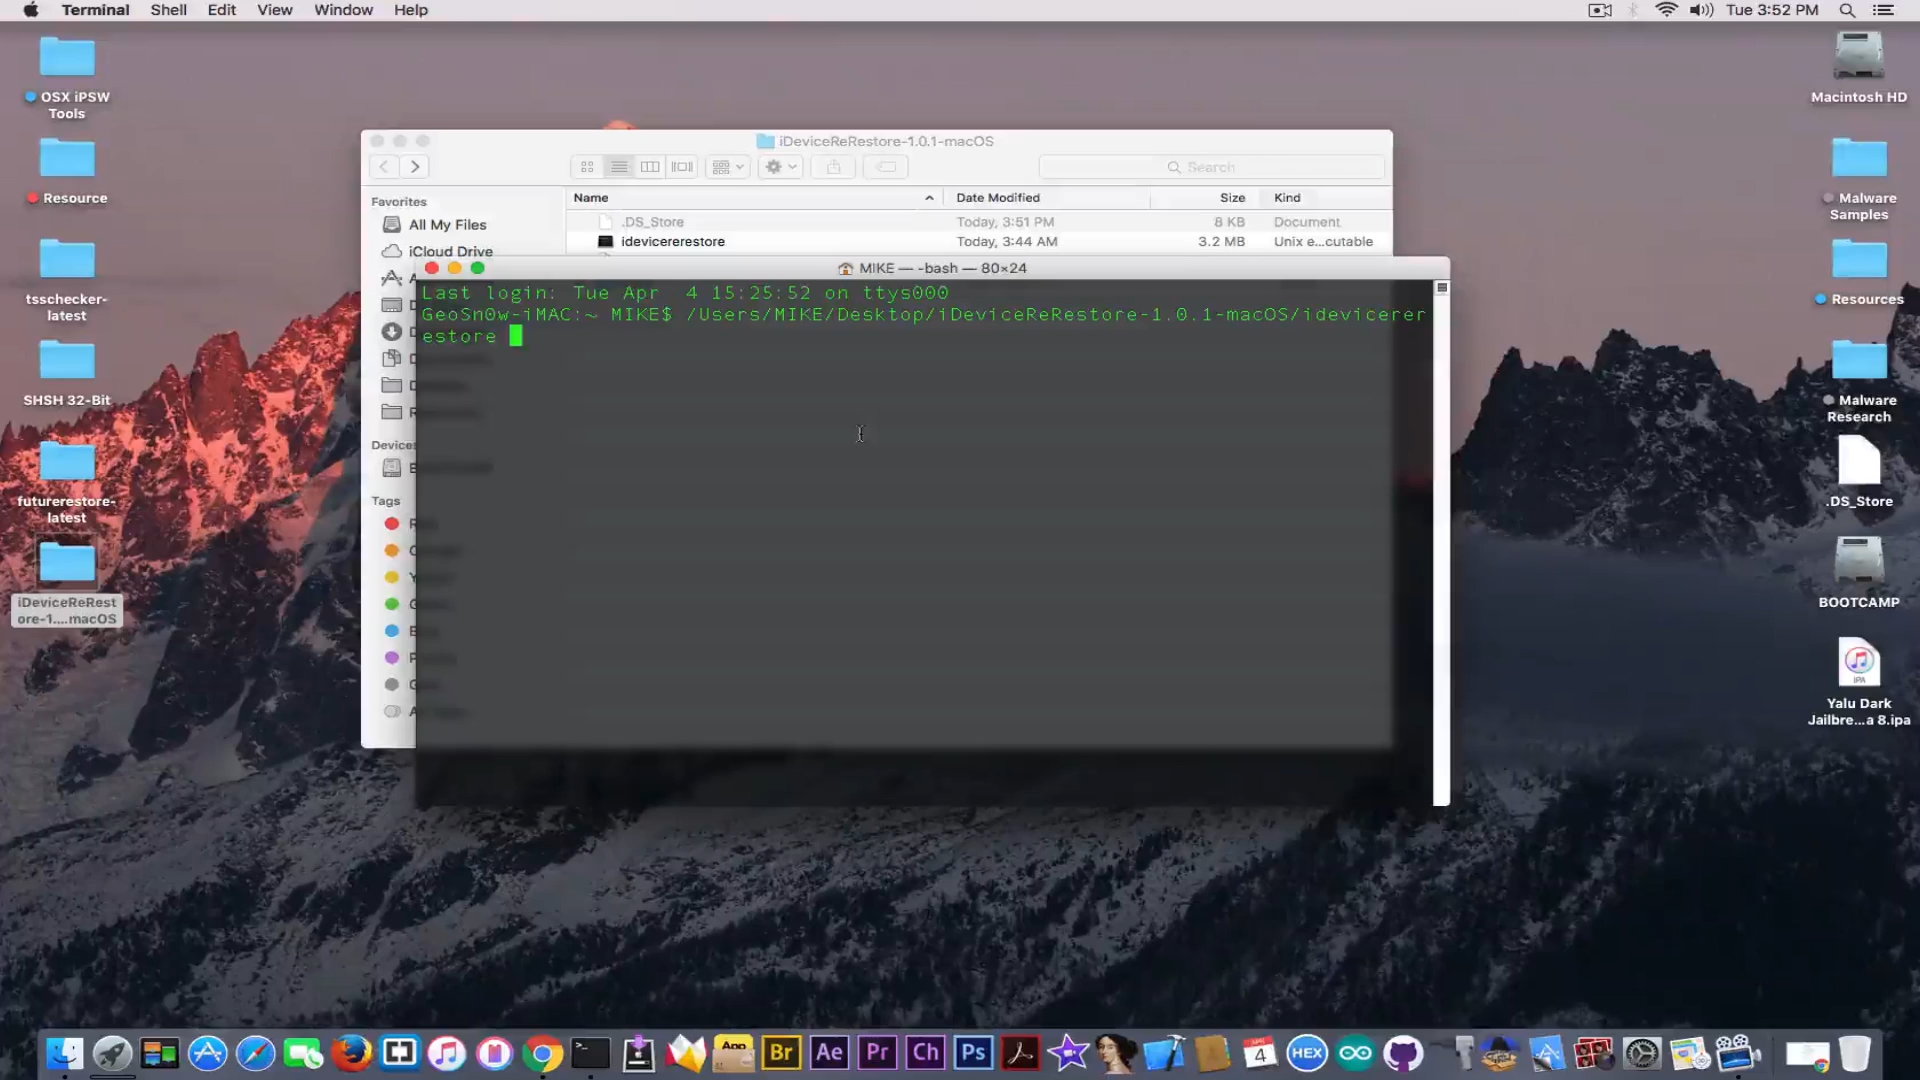 Terminal Shell Edit View Window Help
Tue 3:52 PM
OSX iPSW
Tools
Resource
tsschecker-
latest
SHSH 32-Bit
futurerestore-
latest
iDeviceReRest
ore-1....macOS
iDeviceReRestore-1.0.1-macOS
Search
Favorites
All My Files
iCloud Drive
Devices
Tags
Name Date Modified Size Kind
.DS_Store Today, 3:51 PM 8 KB Document
idevicererestore Today, 3:44 AM 3.2 MB Unix e...cutable
MIKE — -bash — 80×24
Last login: Tue Apr  4 15:25:52 on ttys000
GeoSn0w-iMAC:~ MIKE$ /Users/MIKE/Desktop/iDeviceReRestore-1.0.1-macOS/idevicerer
estore
Macintosh HD
Malware
Samples
Resources
Malware
Research
.DS_Store
BOOTCAMP
IPA
Yalu Dark
Jailbre...a 8.ipa
App
Br
Ae
Pr
Ch
Ps
4
HEX